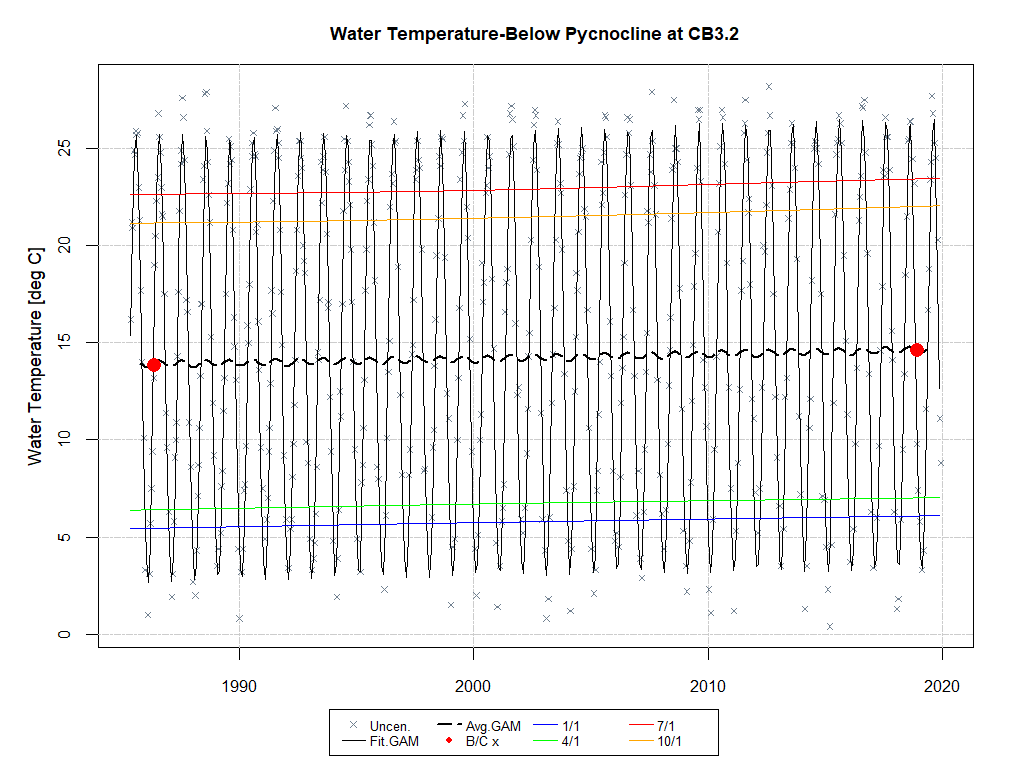 Water Temperature-Below Pycnocline at CB3.2
Water Temperature [deg C]
25
20
15
10
5
0
1990 2000 2010 2020
Uncen. Avg.GAM 1/1 7/1
Fit.GAM B/C x 4/1 10/1